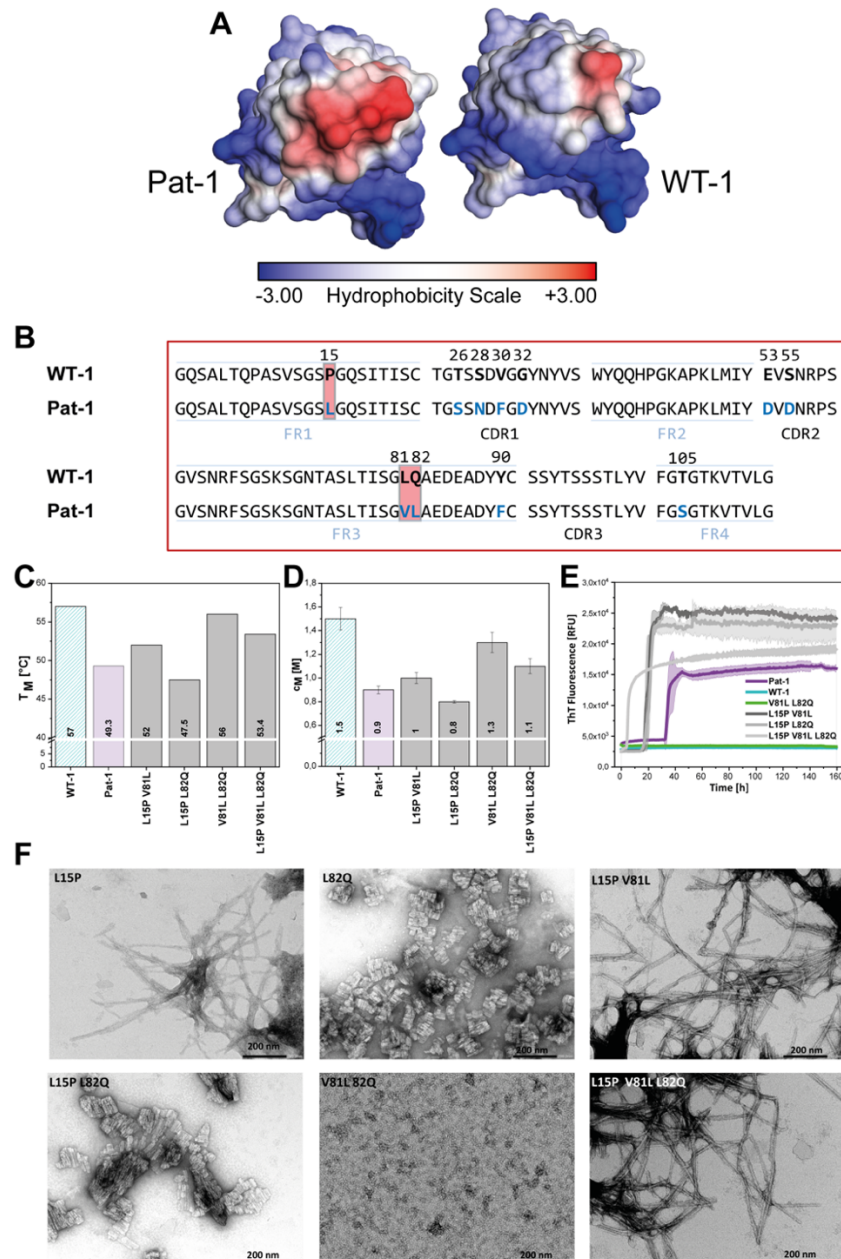 A
Pat-1
WT-1
-3.00 Hydrophobicity Scale +3.00
B
15 26 28 30 32 53 55
WT-1 GQSALTQPASVSGSPGQSITISC TGTSSDVGGYNYVS WYQQHPGKAPKLMIY EVSNRPS
Pat-1 GQSALTQPASVSGSLGQSITISC TGSSNDFGDYNYVS WYQQHPGKAPKLMIY DVDNRPS
FR1 CDR1 FR2 CDR2
81 82 90 105
WT-1 GVSNRFSGSKSGNTASLTISGLQAEDEADYYC SSYTSSSTLYV FGTGTKVTVLG
Pat-1 GVSNRFSGSKSGNTASLTISGVLAEDEADYFC SSYTSSSTLYV FGSGTKVTVLG
FR3 CDR3 FR4
C
TM [°C]
60
55
50
45
40
5
0
57
49.3
52
47.5
56
53.4
WT-1
Pat-1
L15P V81L
L15P L82Q
V81L L82Q
L15P V81L L82Q
D
cM [M]
1,8
1,6
1,4
1,2
1,0
0,8
0,6
0,2
0,0
1.5
0.9
1
0.8
1.3
1.1
WT-1
Pat-1
L15P V81L
L15P L82Q
V81L L82Q
L15P V81L L82Q
E
ThT Fluorescence [RFU]
3.0x10⁴
2.5x10⁴
2.0x10⁴
1.5x10⁴
1.0x10⁴
5.0x10³
0,0
0 20 40 60 80 100 120 140 160
Time [h]
Pat-1
WT-1
V81L L82Q
L15P V81L
L15P L82Q
L15P V81L L82Q
F
L15P
200 nm
L82Q
200 nm
L15P V81L
200 nm
L15P L82Q
200 nm
V81L 82Q
200 nm
L15P V81L L82Q
200 nm